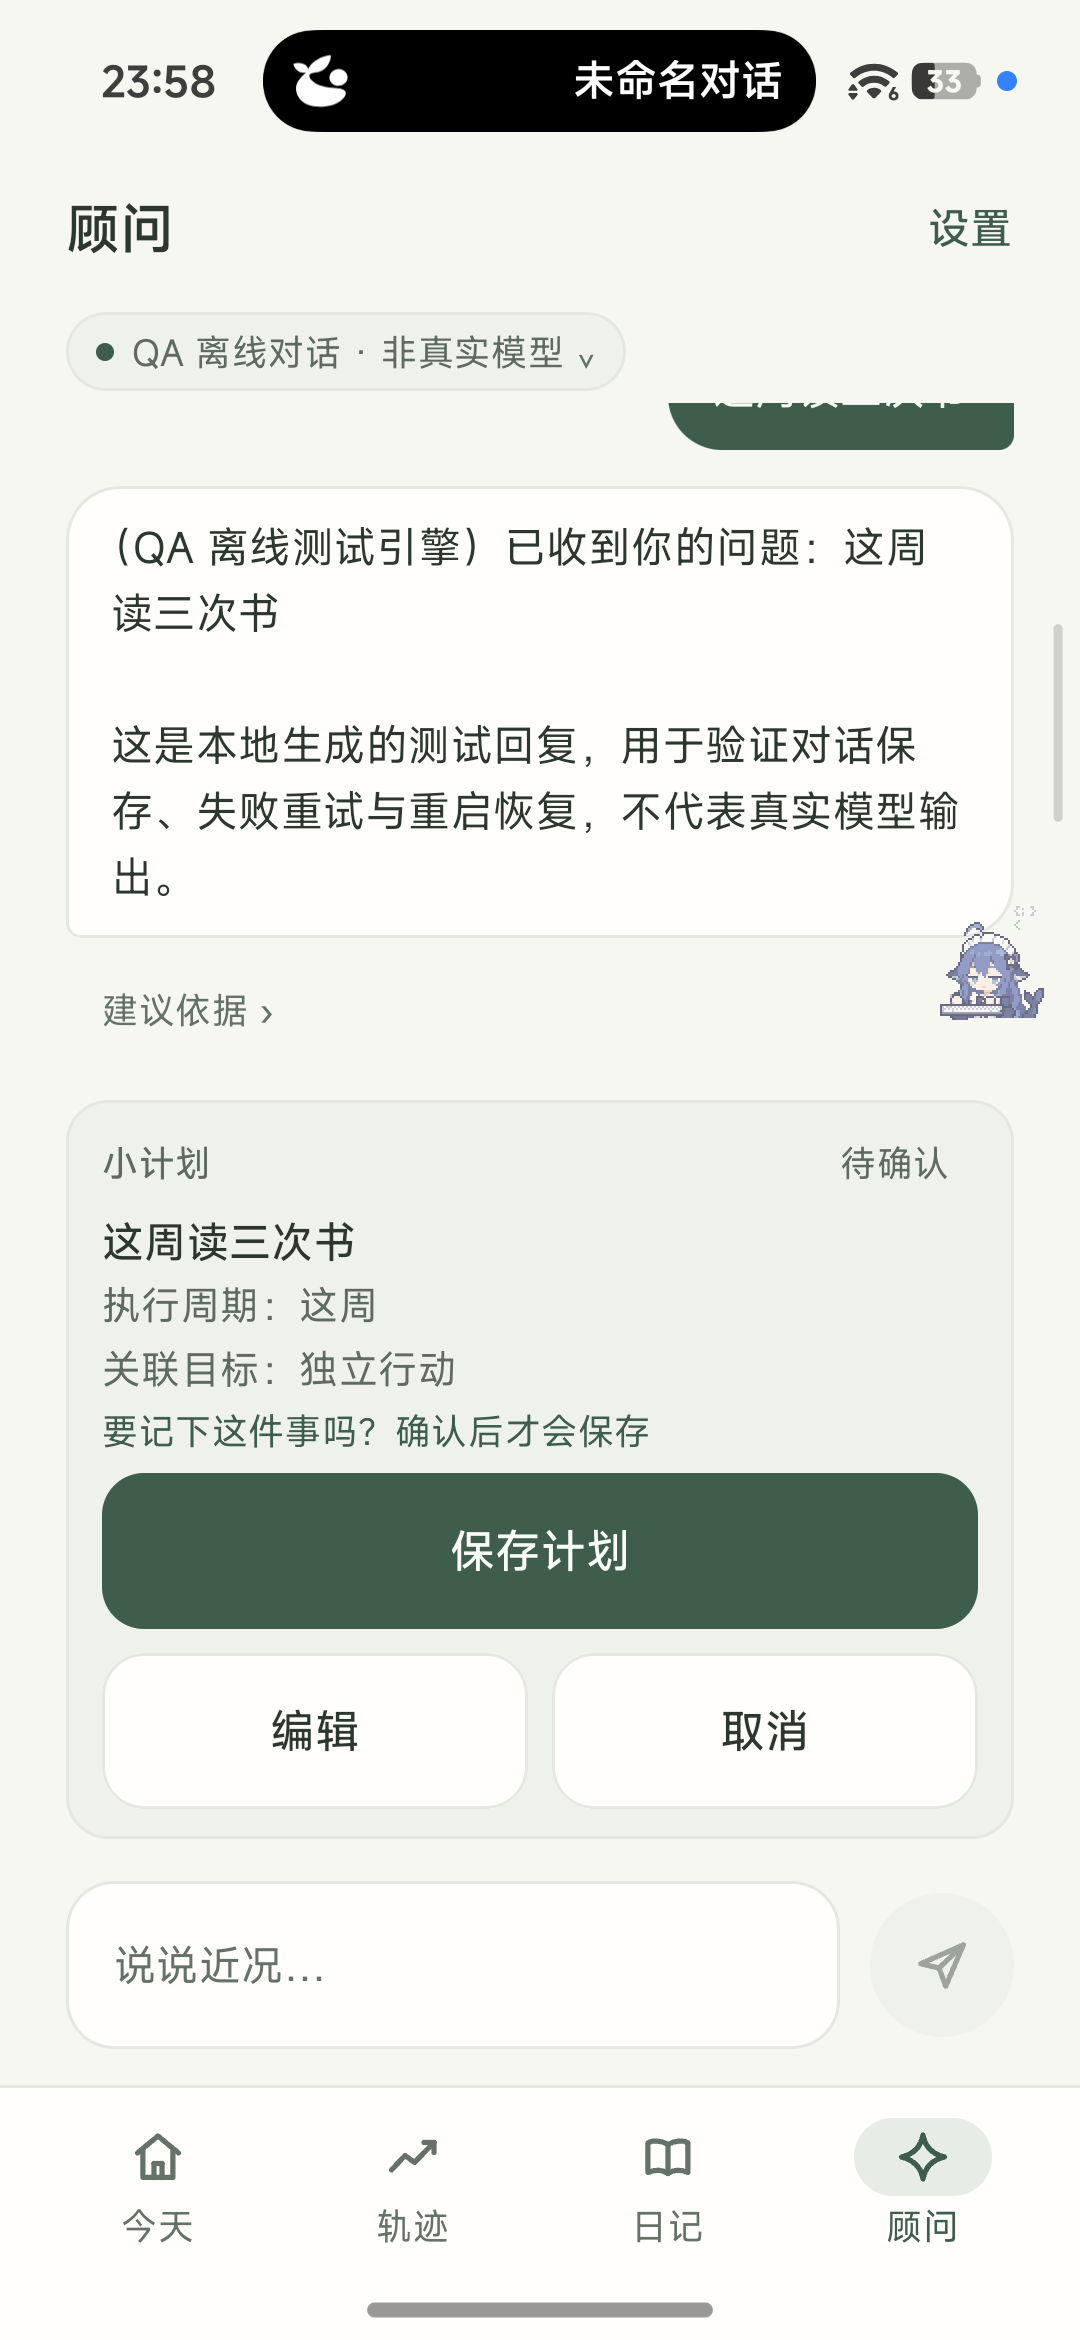 23:58
未命名对话
6
33
顾问
设置
QA 离线对话 · 非真实模型
（QA 离线测试引擎）已收到你的问题：这周
读三次书
这是本地生成的测试回复，用于验证对话保
存、失败重试与重启恢复，不代表真实模型输
出。
建议依据 ›
小计划
待确认
这周读三次书
执行周期：这周
关联目标：独立行动
要记下这件事吗？确认后才会保存
保存计划
编辑
取消
说说近况...
今天
轨迹
日记
顾问